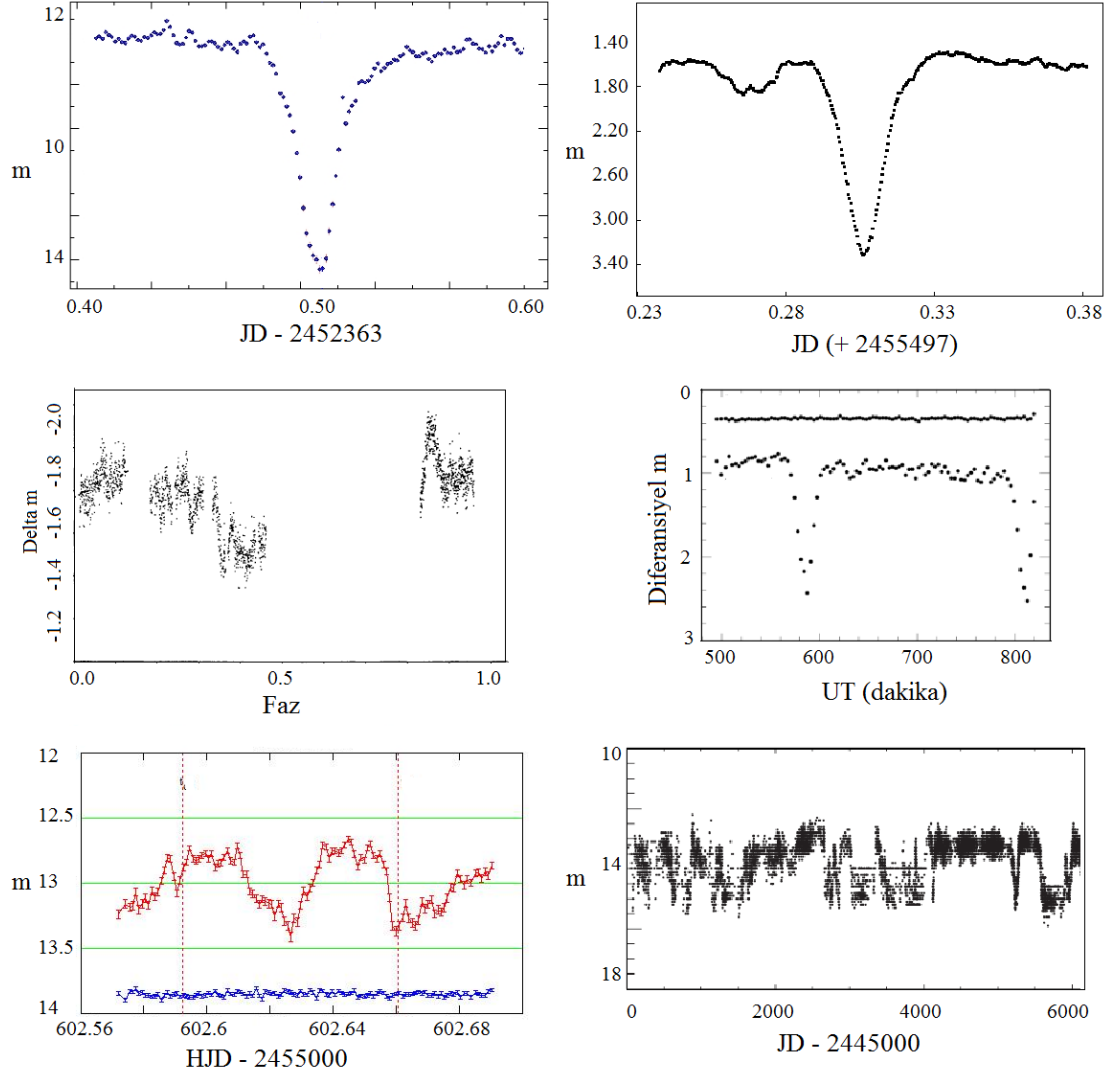 12
10
14
m
0.40 0.50 0.60
JD - 2452363
1.40
1.80
2.20
2.60
3.00
3.40
m
0.23 0.28 0.33 0.38
JD (+ 2455497)
-2.0
-1.8
-1.6
-1.4
-1.2
Delta m
0.0 0.5 1.0
Faz
0
1
2
3
Diferansiyel m
500 600 700 800
UT (dakika)
12
12.5
13
13.5
14
m
602.56 602.6 602.64 602.68
HJD - 2455000
10
14
18
m
0 2000 4000 6000
JD - 2445000